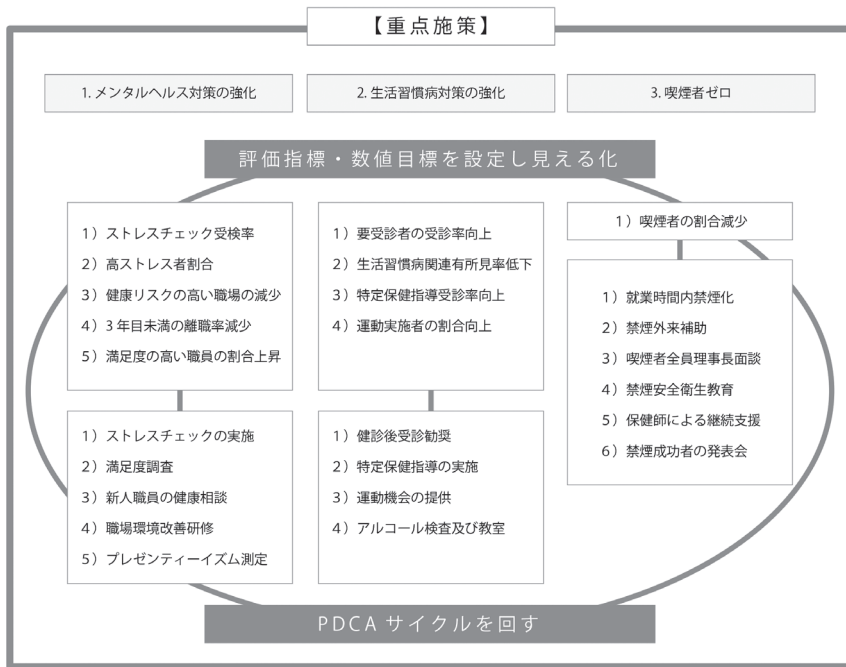 【重点施策】
1. メンタルヘルス対策の強化
2. 生活習慣病対策の強化
3. 喫煙者ゼロ
評価指標・数値目標を設定し見える化
1）ストレスチェック受検率
2）高ストレス者割合
3）健康リスクの高い職場の減少
4）3年目未満の離職率減少
5）満足度の高い職員の割合上昇
1）ストレスチェックの実施
2）満足度調査
3）新人職員の健康相談
4）職場環境改善研修
5）プレゼンティーイズム測定
1）要受診者の受診率向上
2）生活習慣病関連有所見率低下
3）特定保健指導受診率向上
4）運動実施者の割合向上
1）健診後受診勧奨
2）特定保健指導の実施
3）運動機会の提供
4）アルコール検査及び教室
1）喫煙者の割合減少
1）就業時間内禁煙化
2）禁煙外来補助
3）喫煙者全員理事長面談
4）禁煙安全衛生教育
5）保健師による継続支援
6）禁煙成功者の発表会
PDCAサイクルを回す